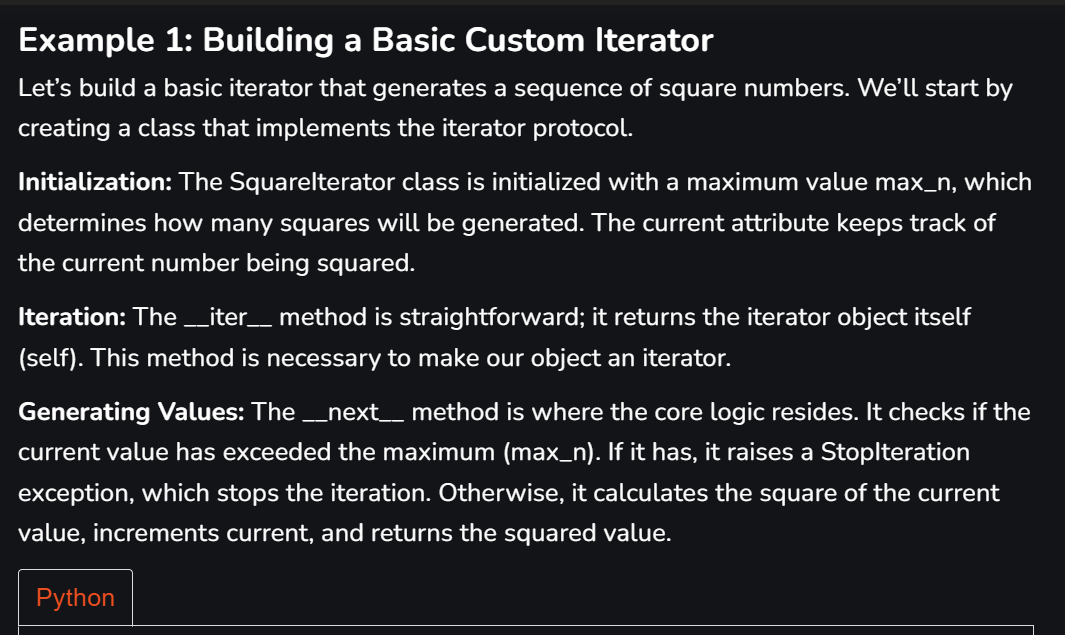 Example 1: Building a Basic Custom Iterator
Let’s build a basic iterator that generates a sequence of square numbers. We’ll start by
creating a class that implements the iterator protocol.
Initialization: The SquareIterator class is initialized with a maximum value max_n, which
determines how many squares will be generated. The current attribute keeps track of
the current number being squared.
Iteration: The __iter__ method is straightforward; it returns the iterator object itself
(self). This method is necessary to make our object an iterator.
Generating Values: The __next__ method is where the core logic resides. It checks if the
current value has exceeded the maximum (max_n). If it has, it raises a StopIteration
exception, which stops the iteration. Otherwise, it calculates the square of the current
value, increments current, and returns the squared value.
Python